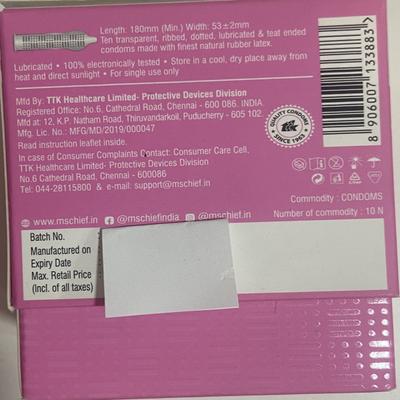 Length: 180mm (Min.) Width: 53±2mm
Ten transparent, ribbed, dotted, lubricated & teat ended
condoms made with finest natural rubber latex.
Lubricated • 100% electronically tested • Store in a cool, dry place away from
heat and direct sunlight • For single use only
Mfd By: TTK Healthcare Limited- Protective Devices Division
Registered Office: No.6, Cathedral Road, Chennai - 600 086. INDIA
Mfd at: 12, K.P. Natham Road, Thiruvandarkoil, Puducherry - 605 102.
Mfg. Lic. No.: MFG/MD/2019/000047
Read instruction leaflet inside.
In case of Consumer Complaints Contact: Consumer Care Cell,
TTK Healthcare Limited- Protective Devices Division
No.6 Cathedral Road, Chennai - 600086
Tel: 044-28115800 & e-mail: support@mschief.in
www.mschief.in @mschiefindia @mschief.in
QUALITY CONDOMS
SINCE 1963
8906007133883>
Commodity : CONDOMS
Number of commodity : 10 N
Batch No.
Manufactured on
Expiry Date
Max. Retail Price
(Incl. of all taxes)